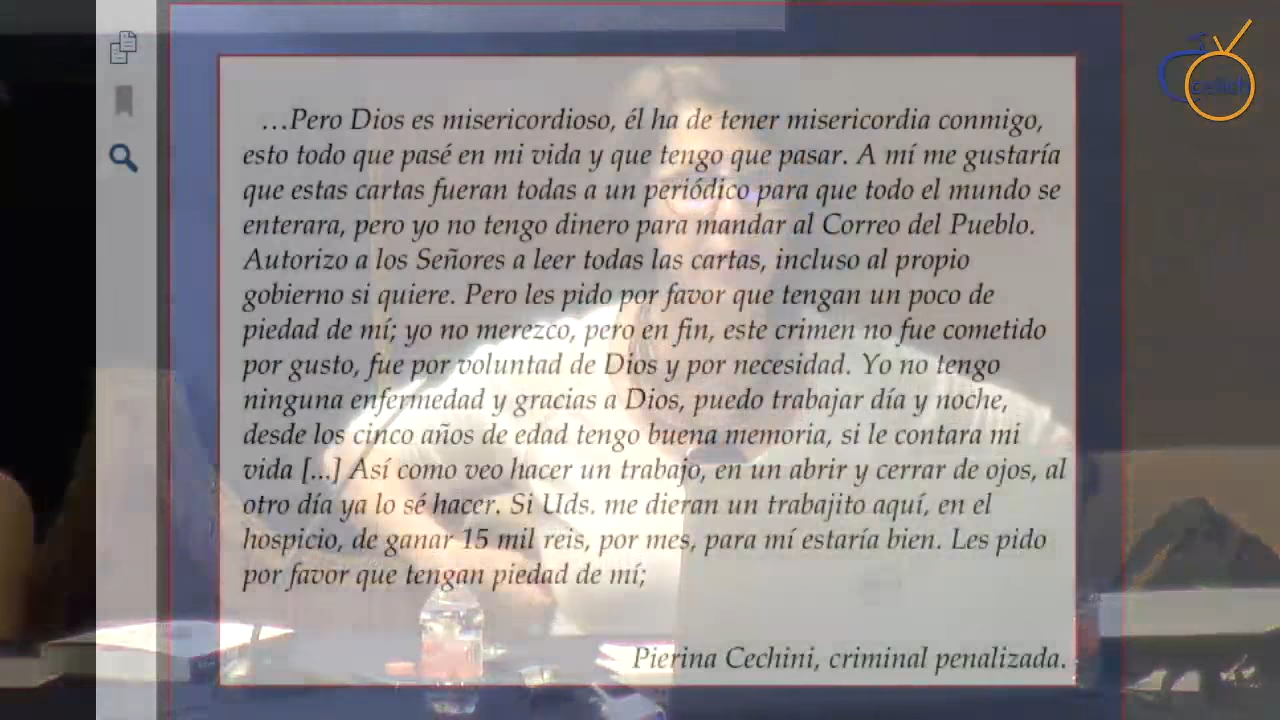 …Pero Dios es misericordioso, él ha de tener misericordia conmigo,
esto todo que pasé en mi vida y que tengo que pasar. A mí me gustaría
que estas cartas fueran todas a un periódico para que todo el mundo se
enterara, pero yo no tengo dinero para mandar al Correo del Pueblo.
Autorizo a los Señores a leer todas las cartas, incluso al propio
gobierno si quiere. Pero les pido por favor que tengan un poco de
piedad de mí; yo no merezco, pero en fin, este crimen no fue cometido
por gusto, fue por voluntad de Dios y por necesidad. Yo no tengo
ninguna enfermedad y gracias a Dios, puedo trabajar día y noche,
desde los cinco años de edad tengo buena memoria, si le contara mi
vida [...] Así como veo hacer un trabajo, en un abrir y cerrar de ojos, al
otro día ya lo sé hacer. Si Uds. me dieran un trabajito aquí, en el
hospicio, de ganar 15 mil reis, por mes, para mí estaría bien. Les pido
por favor que tengan piedad de mí;
Pierina Cechini, criminal penalizada.